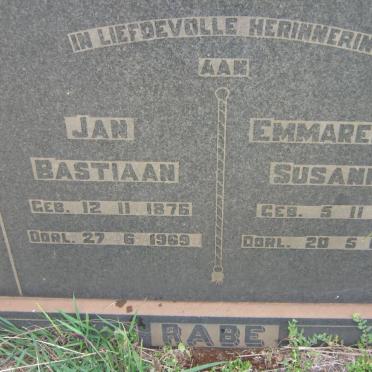 IN LIEFDEVOLLE HERINNERIN
AAN
JAN
BASTIAAN
GEB. 12 11 1876
OORL. 27 6 1969
EMMARE
SUSAN
GEB. 5 11
OORL. 20 5
RABE